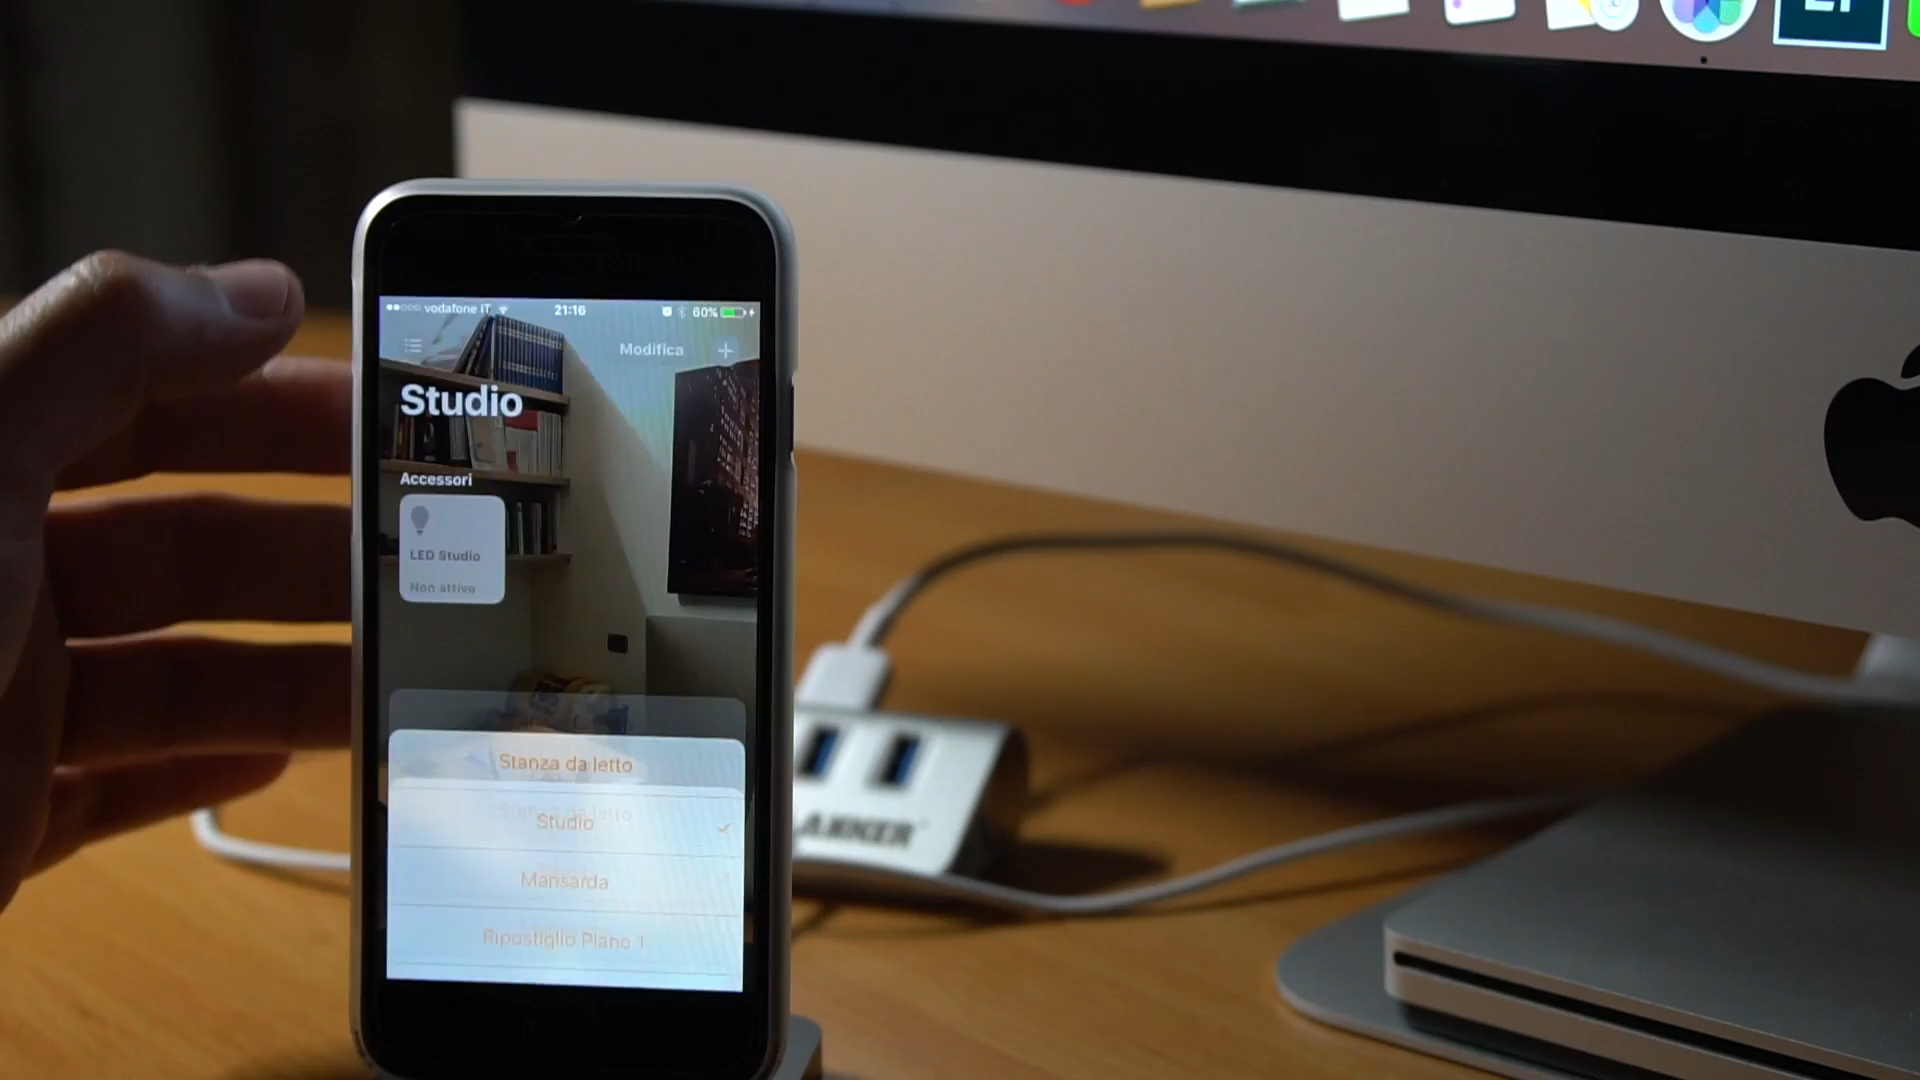 vodafone IT
21:16
60%
Modifica
Studio
Accessori
LED Studio
Non attivo
Stanza da letto
Studio
Mansarda
Ripostiglio Piano 1
ANKER